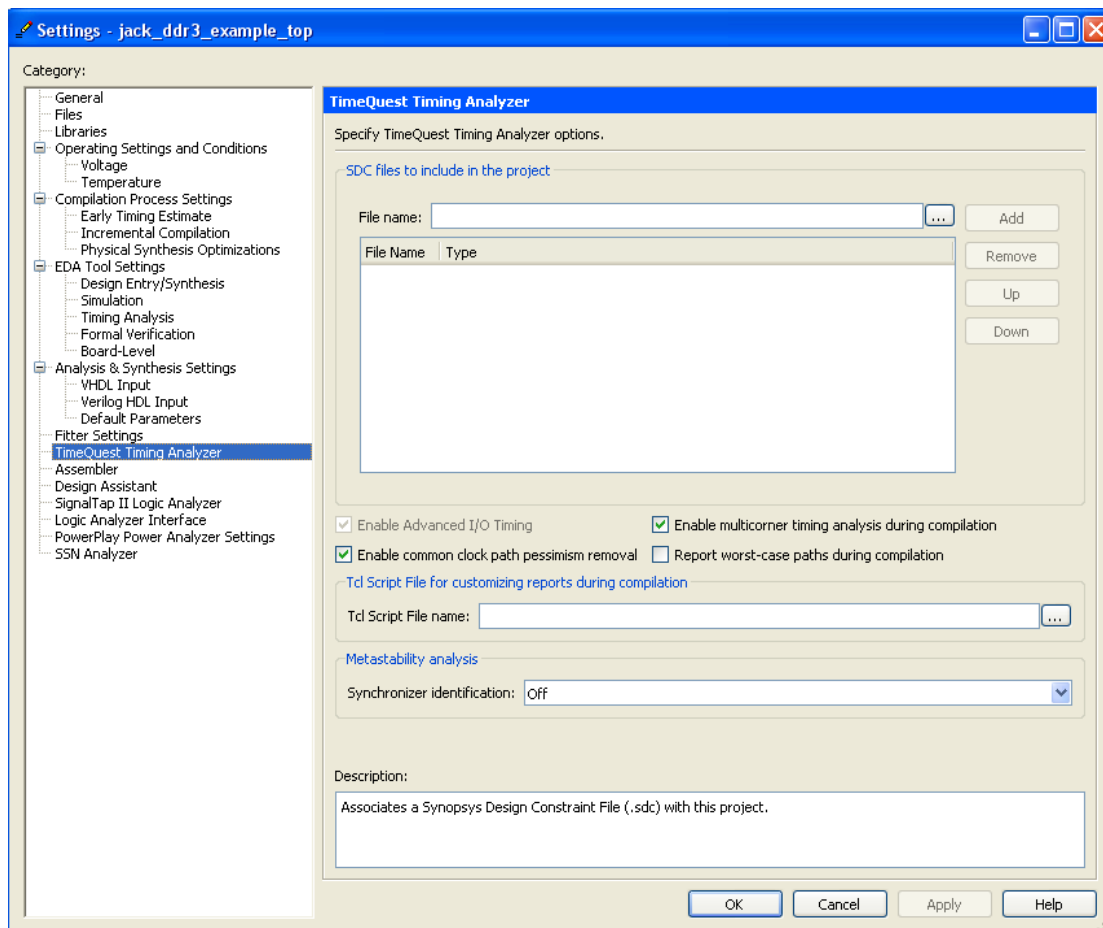 Settings - jack_ddr3_example_top
Category:
General
Files
Libraries
Operating Settings and Conditions
Voltage
Temperature
Compilation Process Settings
Early Timing Estimate
Incremental Compilation
Physical Synthesis Optimizations
EDA Tool Settings
Design Entry/Synthesis
Simulation
Timing Analysis
Formal Verification
Board-Level
Analysis & Synthesis Settings
VHDL Input
Verilog HDL Input
Default Parameters
Fitter Settings
TimeQuest Timing Analyzer
Assembler
Design Assistant
SignalTap II Logic Analyzer
Logic Analyzer Interface
PowerPlay Power Analyzer Settings
SSN Analyzer
TimeQuest Timing Analyzer
Specify TimeQuest Timing Analyzer options.
SDC files to include in the project
File name: ... Add
File Name Type
Remove
Up
Down
Enable Advanced I/O Timing Enable multicorner timing analysis during compilation
Enable common clock path pessimism removal Report worst-case paths during compilation
Tcl Script File for customizing reports during compilation
Tcl Script File name: ...
Metastability analysis
Synchronizer identification: Off
Description:
Associates a Synopsys Design Constraint File (.sdc) with this project.
OK Cancel Apply Help